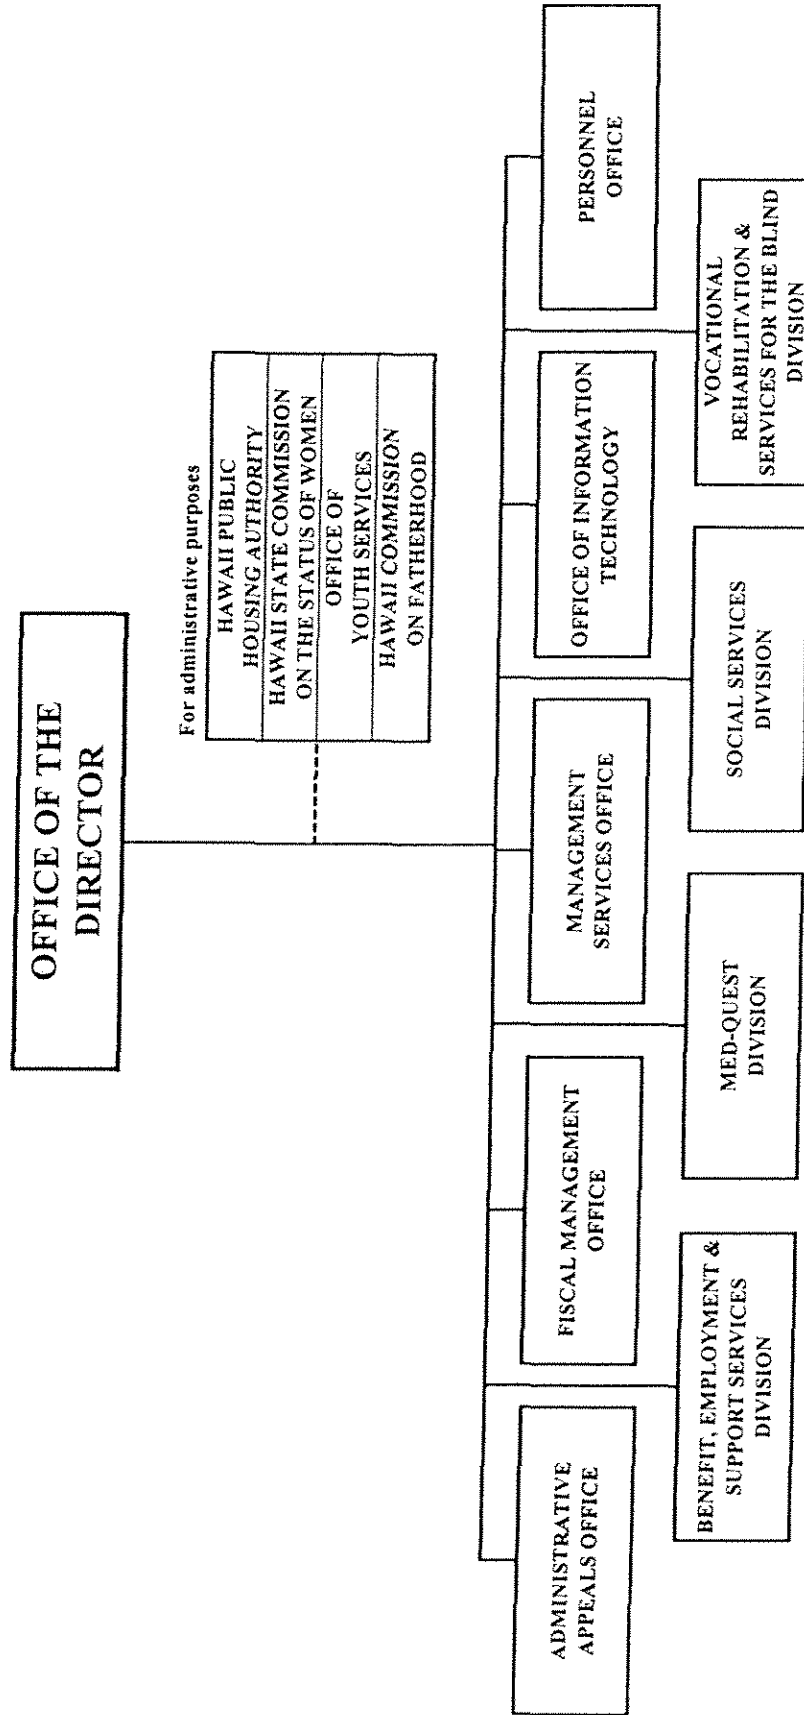 OFFICE OF THE
DIRECTOR
For administrative purposes
HAWAII PUBLIC
HOUSING AUTHORITY
HAWAII STATE COMMISSION
ON THE STATUS OF WOMEN
OFFICE OF
YOUTH SERVICES
HAWAII COMMISSION
ON FATHERHOOD
ADMINISTRATIVE
APPEALS OFFICE
FISCAL MANAGEMENT
OFFICE
MANAGEMENT
SERVICES OFFICE
OFFICE OF INFORMATION
TECHNOLOGY
PERSONNEL
OFFICE
BENEFIT, EMPLOYMENT &
SUPPORT SERVICES
DIVISION
MED-QUEST
DIVISION
SOCIAL SERVICES
DIVISION
VOCATIONAL
REHABILITATION &
SERVICES FOR THE BLIND
DIVISION